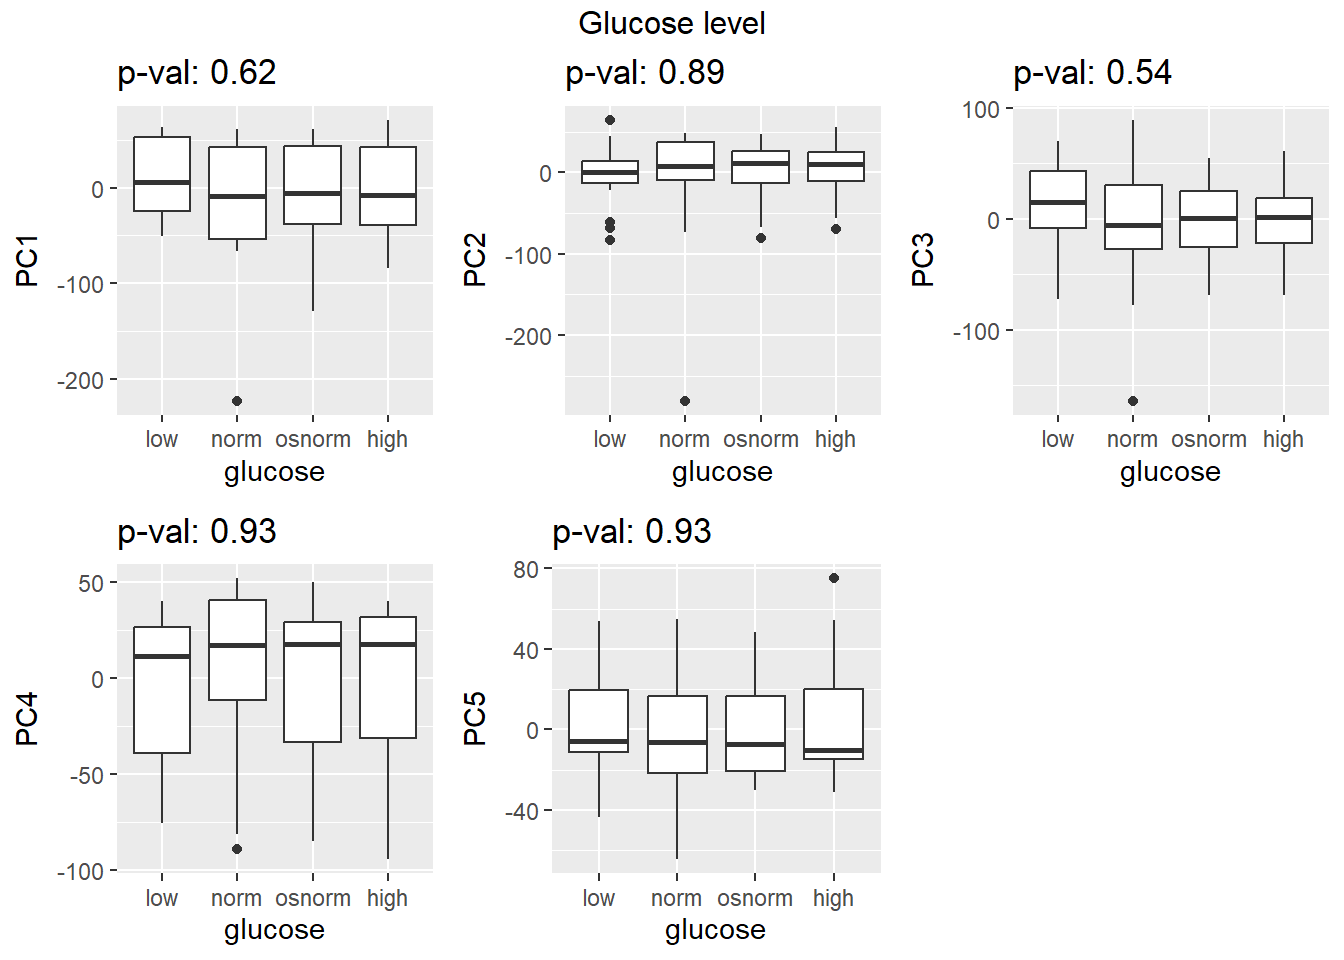 Glucose level
p-val: 0.62
PC1
0
-100
-200
low norm osnorm high
glucose
p-val: 0.89
PC2
0
-100
-200
low norm osnorm high
glucose
p-val: 0.54
PC3
100
0
-100
low norm osnorm high
glucose
p-val: 0.93
PC4
50
0
-50
-100
low norm osnorm high
glucose
p-val: 0.93
PC5
80
40
0
-40
low norm osnorm high
glucose